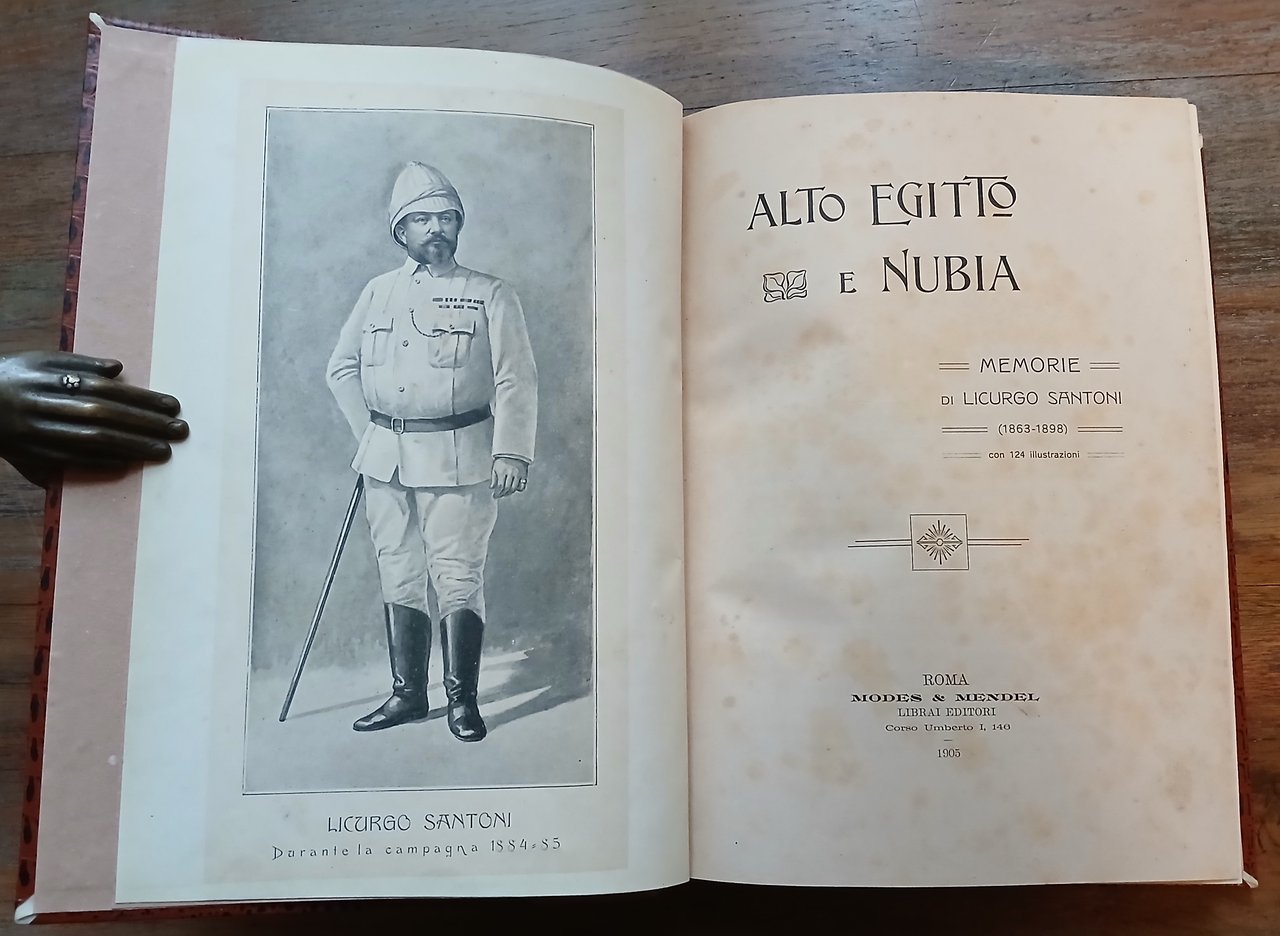 LICURGO SANTONI
Durante la campagna 1884=85
ALTO EGITTO
E NUBIA
MEMORIE
DI LICURGO SANTONI
(1863-1898)
con 124 illustrazioni
ROMA
MODES & MENDEL
LIBRAI EDITORI
Corso Umberto I, 146
1905